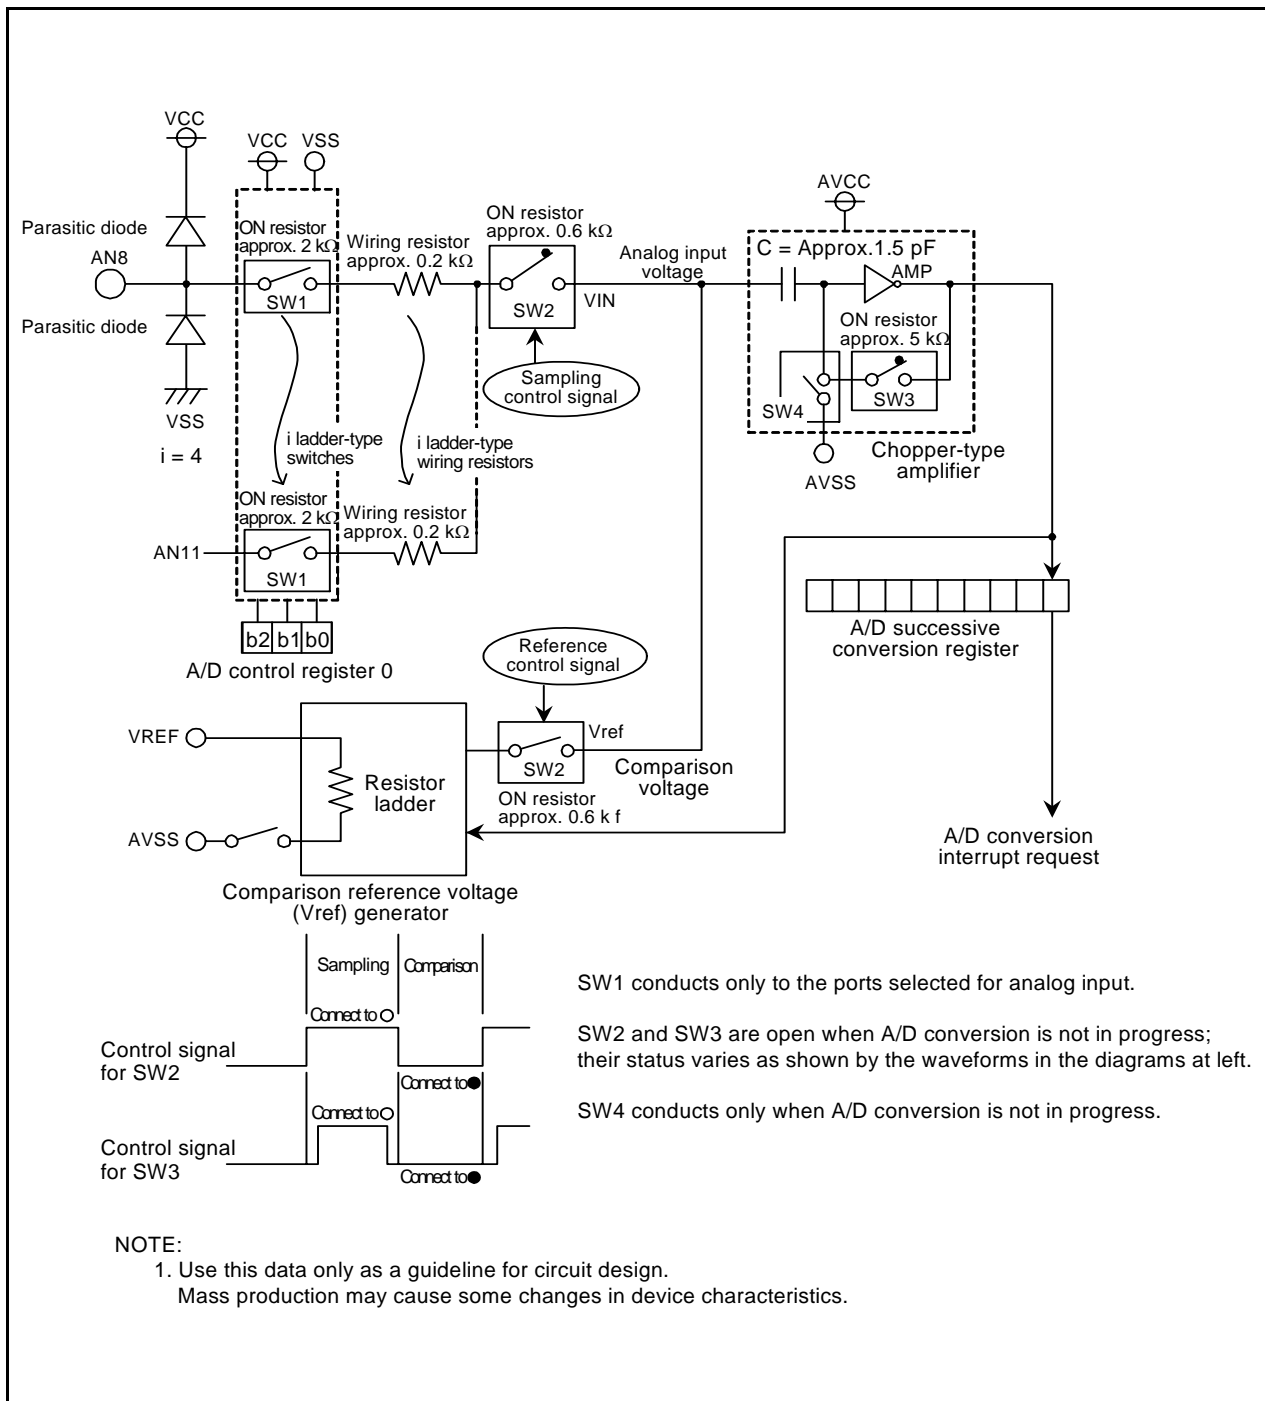 VCC
VCC VSS
AVCC
Parasitic diode
AN8
Parasitic diode
VSS
i = 4
ON resistor
approx. 2 kΩ
SW1
Wiring resistor
approx. 0.2 kΩ
ON resistor
approx. 0.6 kΩ
SW2
VIN
Analog input
voltage
Sampling
control signal
C = Approx.1.5 pF
AMP
ON resistor
approx. 5 kΩ
SW3
SW4
AVSS
Chopper-type
amplifier
i ladder-type
switches
i ladder-type
wiring resistors
ON resistor
approx. 2 kΩ
Wiring resistor
approx. 0.2 kΩ
AN11
SW1
b2 b1 b0
A/D control register 0
A/D successive
conversion register
Reference
control signal
VREF
AVSS
Resistor
ladder
Vref
SW2
Comparison
voltage
ON resistor
approx. 0.6 k f
A/D conversion
interrupt request
Comparison reference voltage
(Vref) generator
Sampling Comparison
Connect to
Control signal
for SW2
Connect to
Connect to
Control signal
for SW3
Connect to
SW1 conducts only to the ports selected for analog input.
SW2 and SW3 are open when A/D conversion is not in progress;
their status varies as shown by the waveforms in the diagrams at left.
SW4 conducts only when A/D conversion is not in progress.
NOTE:
1. Use this data only as a guideline for circuit design.
Mass production may cause some changes in device characteristics.